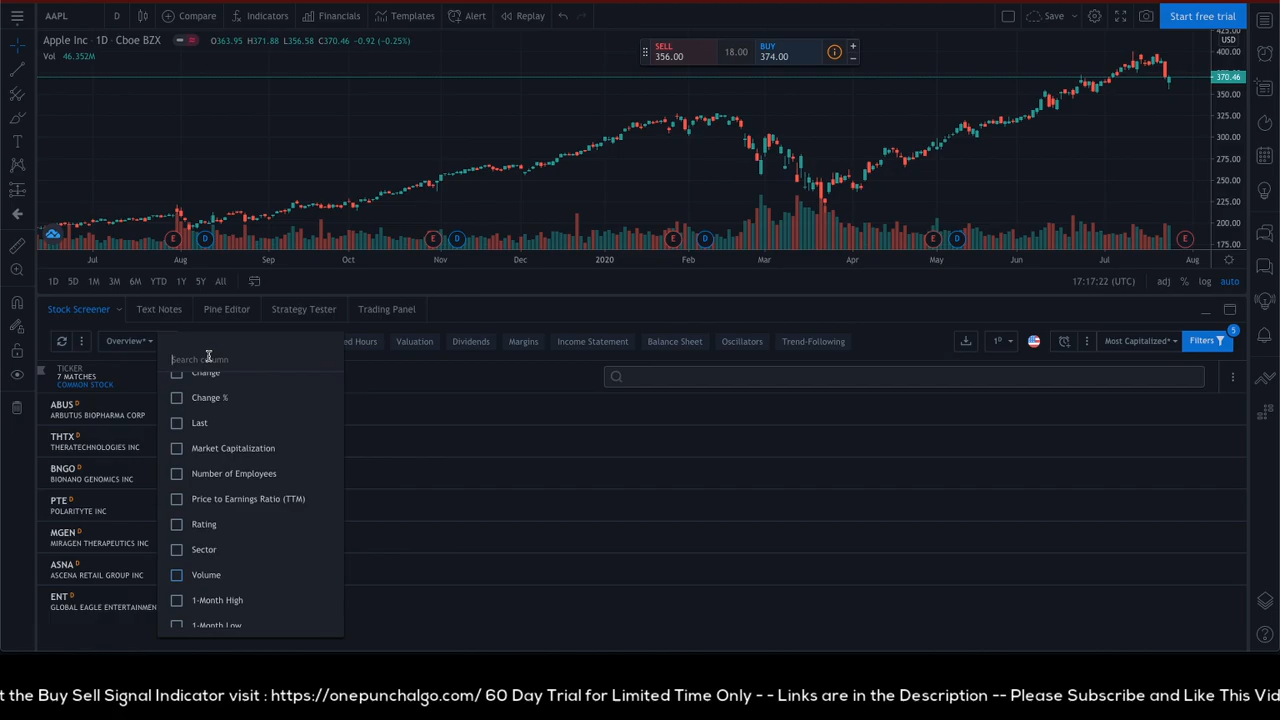 AAPL D Compare Indicators Financials Templates Alert Replay Save Start free trial
Apple Inc · 1D · Cboe BZX O363.95 H371.88 L356.58 C370.46 -0.92 (-0.25%)
Vol 46.352M
SELL
356.00
18.00
BUY
374.00
425.00
USD
400.00
370.46
350.00
325.00
300.00
275.00
250.00
225.00
200.00
175.00
E D E D E D E D E
Jul Aug Sep Oct Nov Dec 2020 Feb Mar Apr May Jun Jul Aug
1D 5D 1M 3M 6M YTD 1Y 5Y All 17:17:22 (UTC) adj % log auto
Stock Screener Text Notes Pine Editor Strategy Tester Trading Panel
Overview* ed Hours Valuation Dividends Margins Income Statement Balance Sheet Oscillators Trend-Following 1D Most Capitalized* Filters 5
Search column
TICKER
7 MATCHES
COMMON STOCK
ABUS D
ARBUTUS BIOPHARMA CORP
THTX D
THERATECHNOLOGIES INC
BNGO D
BIONANO GENOMICS INC
PTE D
POLARITYTE INC
MGEN D
MIRAGEN THERAPEUTICS INC
ASNA D
ASCENA RETAIL GROUP INC
ENT D
GLOBAL EAGLE ENTERTAINMEN
Change
Change %
Last
Market Capitalization
Number of Employees
Price to Earnings Ratio (TTM)
Rating
Sector
Volume
1-Month High
1-Month Low
t the Buy Sell Signal Indicator visit : https://onepunchalgo.com/ 60 Day Trial for Limited Time Only - - Links are in the Description -- Please Subscribe and Like This Vid